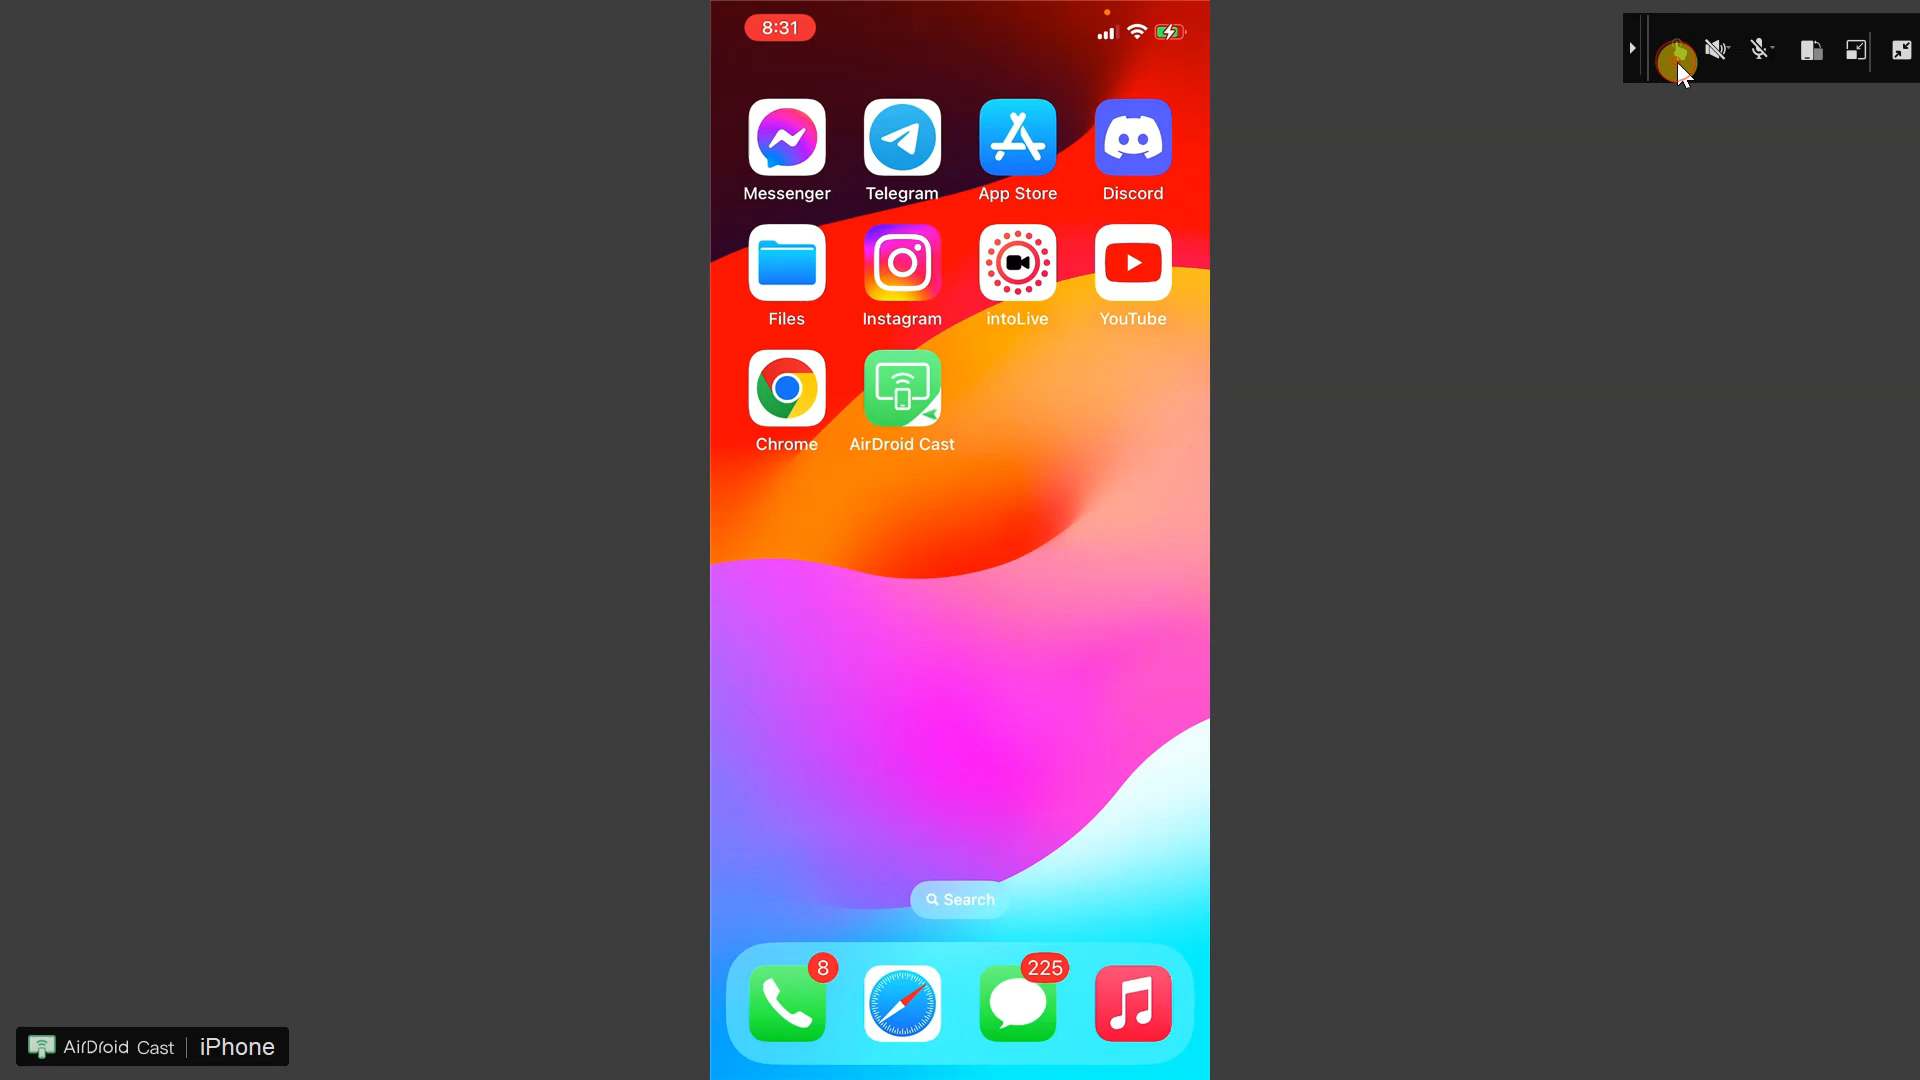 8:31
Messenger
Telegram
App Store
Discord
Files
Instagram
intoLive
YouTube
Chrome
AirDroid Cast
Search
8
225
AirDroid Cast
iPhone